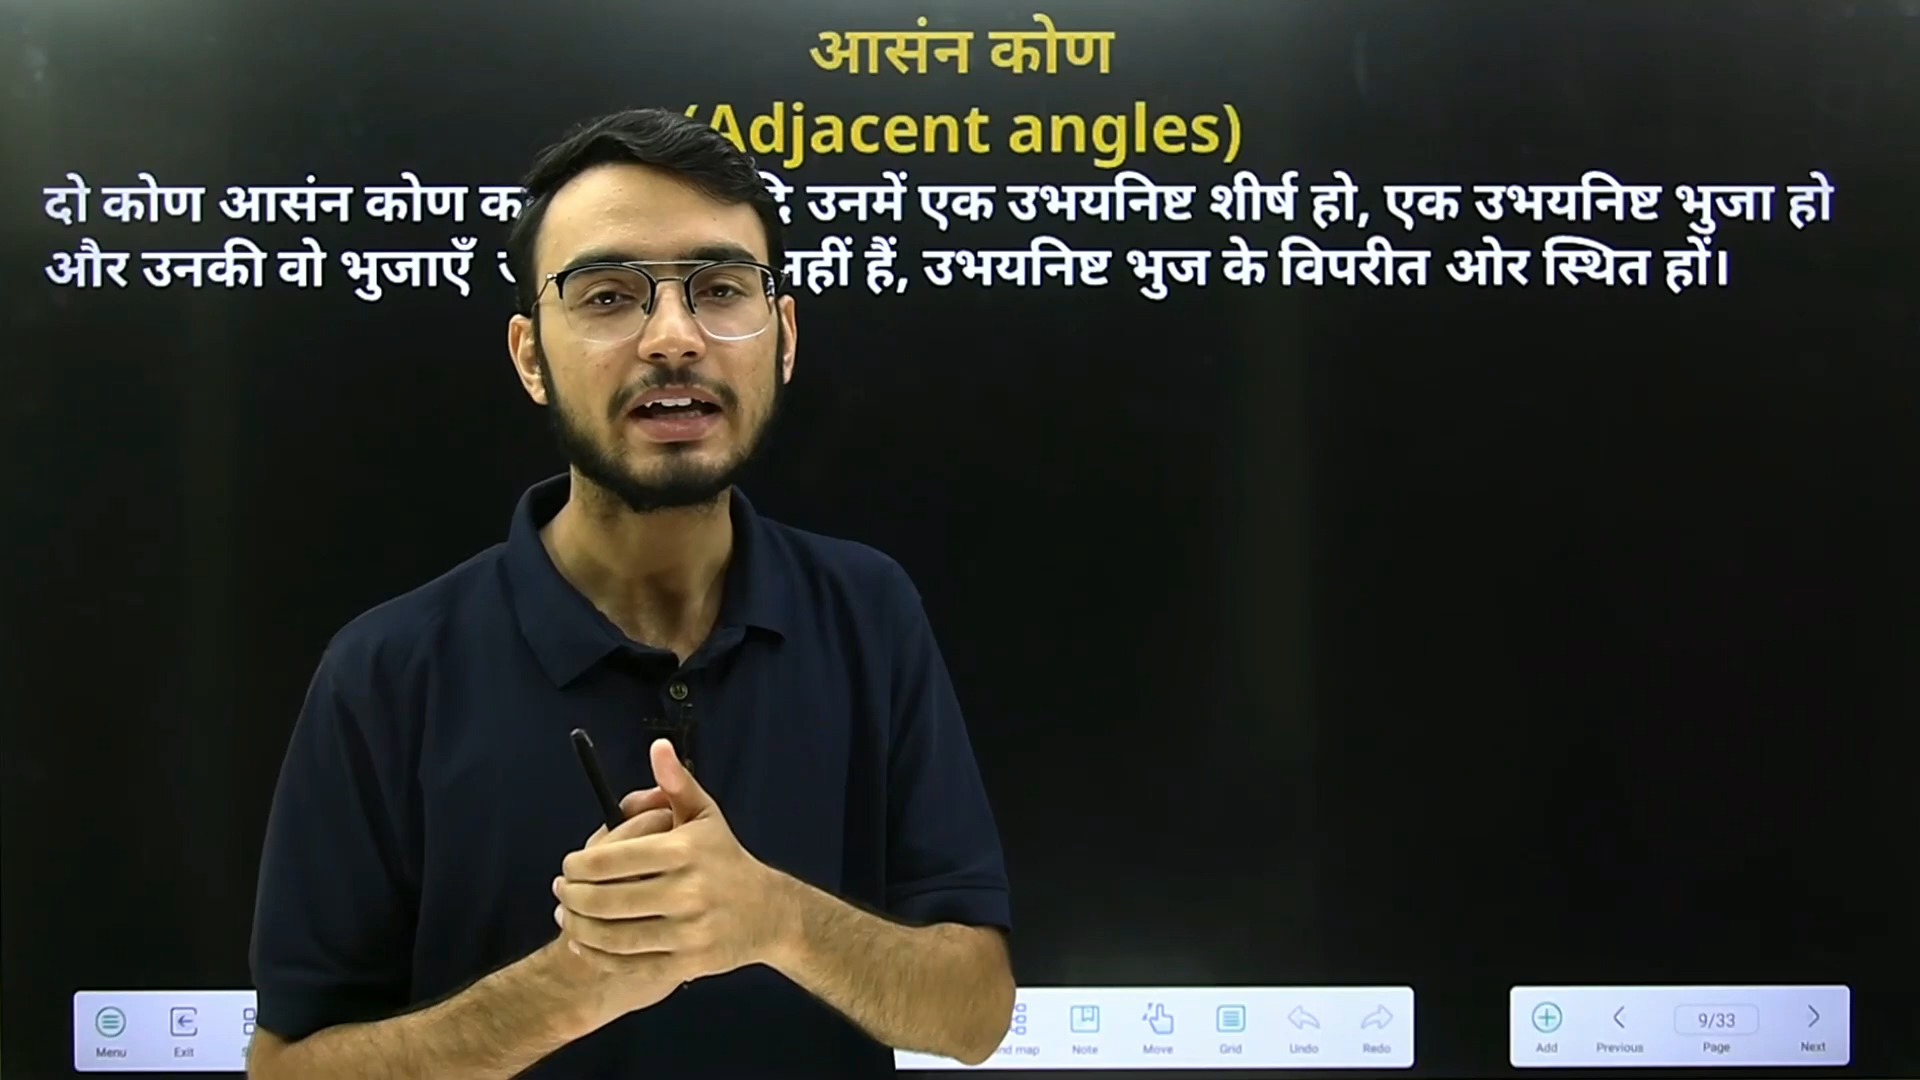 आसंन कोण
(Adjacent angles)
दो कोण आसंन कोण उनमें एक उभयनिष्ट शीर्ष हो, एक उभयनिष्ट भुजा हो
और उनकी वो भुजाएँ नहीं हैं, उभयनिष्ट भुज के विपरीत ओर स्थित हों।
Menu Exit Note Move Grid Undo Redo Add Previous 9/33 Page Next